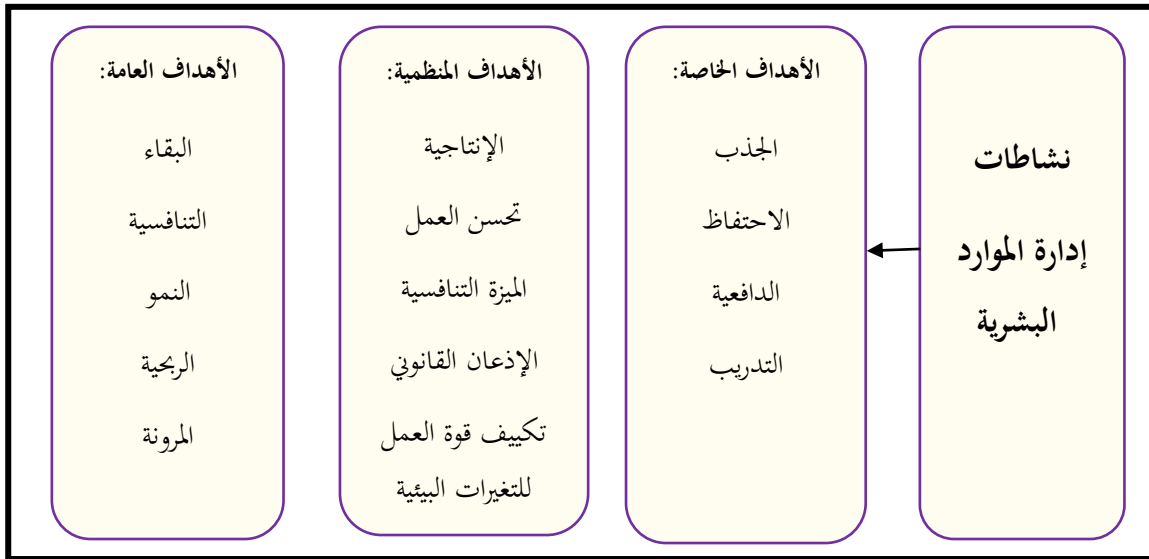 نشاطات
إدارة الموارد
البشرية
الأهداف الخاصة:
الجذب
الاحتفاظ
الدافعية
التدريب
الأهداف المنظمية:
الإنتاجية
تحسن العمل
الميزة التنافسية
الإذعان القانوني
تكييف قوة العمل
للتغيرات البيئية
الأهداف العامة:
البقاء
التنافسية
النمو
الربحية
المرونة